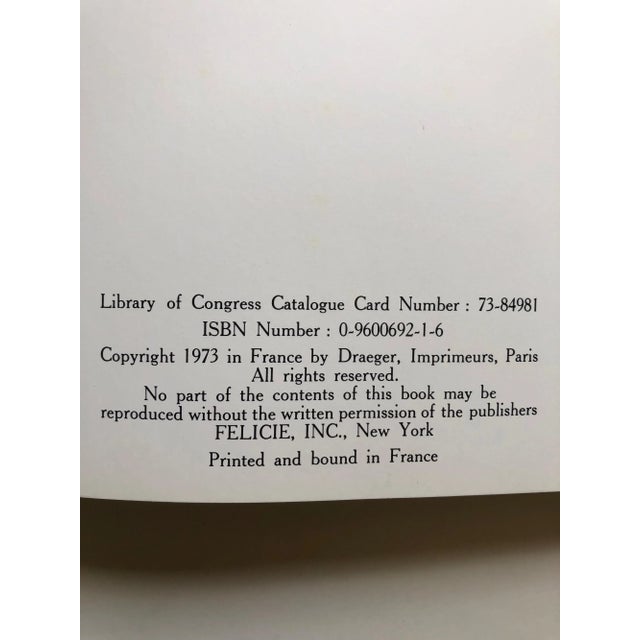 Library of Congress Catalogue Card Number : 73-84981
ISBN Number : 0-9600692-1-6
Copyright 1973 in France by Draeger, Imprimeurs, Paris
All rights reserved.
No part of the contents of this book may be
reproduced without the written permission of the publishers
FELICIE, INC., New York
Printed and bound in France